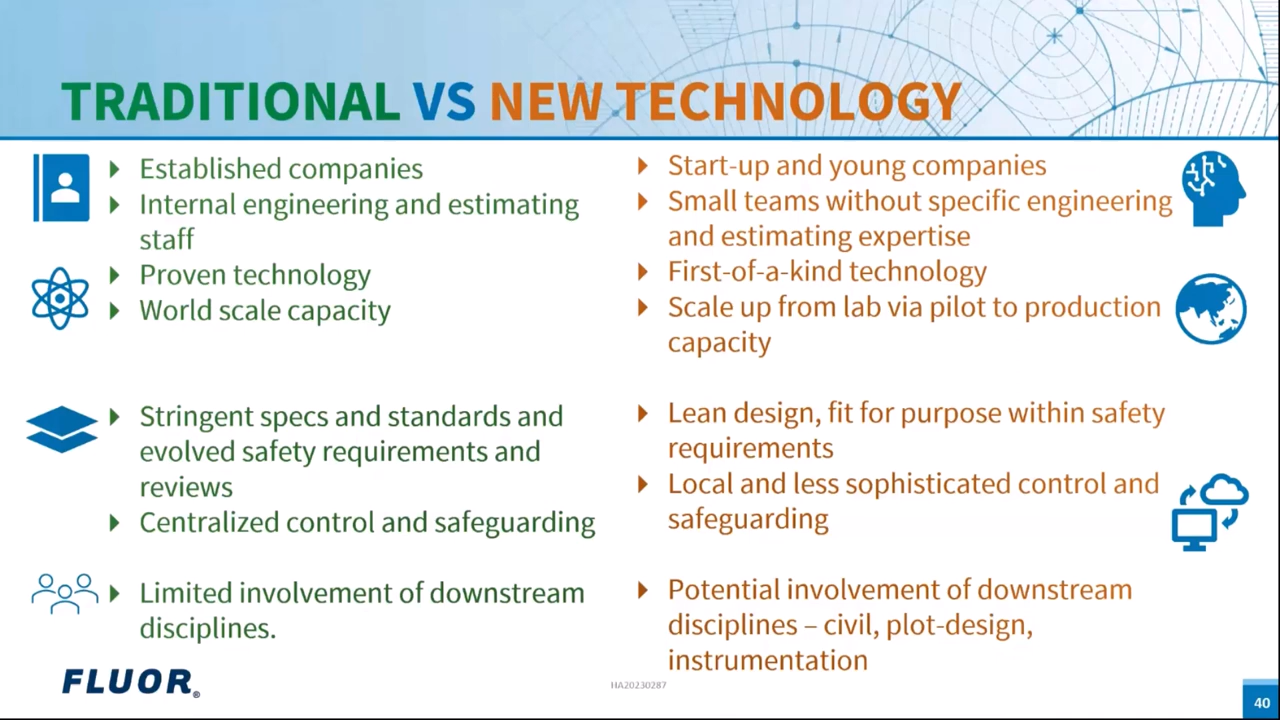 TRADITIONAL VS NEW TECHNOLOGY
Established companies
Internal engineering and estimating
staff
Proven technology
World scale capacity
Stringent specs and standards and
evolved safety requirements and
reviews
Centralized control and safeguarding
Limited involvement of downstream
disciplines.
Start-up and young companies
Small teams without specific engineering
and estimating expertise
First-of-a-kind technology
Scale up from lab via pilot to production
capacity
Lean design, fit for purpose within safety
requirements
Local and less sophisticated control and
safeguarding
Potential involvement of downstream
disciplines – civil, plot-design,
instrumentation
FLUOR®
HA20230287
40